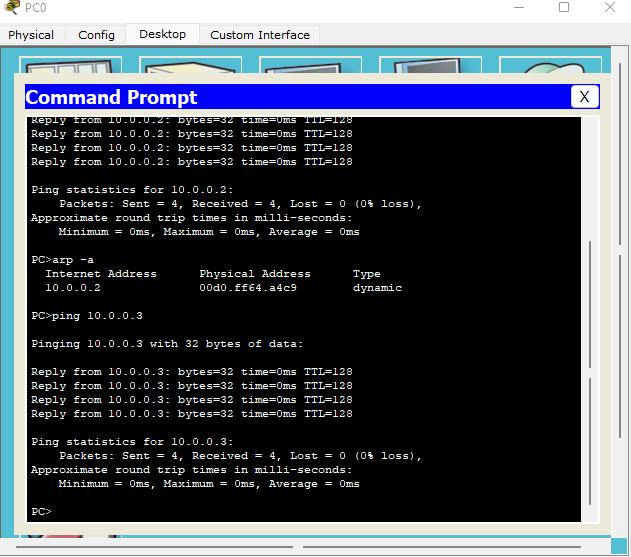 PC0
Physical Config Desktop Custom Interface
Command Prompt X
Reply from 10.0.0.2: bytes=32 time=0ms TTL=128
Reply from 10.0.0.2: bytes=32 time=0ms TTL=128
Reply from 10.0.0.2: bytes=32 time=0ms TTL=128
Reply from 10.0.0.2: bytes=32 time=0ms TTL=128
Ping statistics for 10.0.0.2:
Packets: Sent = 4, Received = 4, Lost = 0 (0% loss),
Approximate round trip times in milli-seconds:
Minimum = 0ms, Maximum = 0ms, Average = 0ms
PC>arp -a
Internet Address Physical Address Type
10.0.0.2 00d0.ff64.a4c9 dynamic
PC>ping 10.0.0.3
Pinging 10.0.0.3 with 32 bytes of data:
Reply from 10.0.0.3: bytes=32 time=0ms TTL=128
Reply from 10.0.0.3: bytes=32 time=0ms TTL=128
Reply from 10.0.0.3: bytes=32 time=0ms TTL=128
Reply from 10.0.0.3: bytes=32 time=0ms TTL=128
Ping statistics for 10.0.0.3:
Packets: Sent = 4, Received = 4, Lost = 0 (0% loss),
Approximate round trip times in milli-seconds:
Minimum = 0ms, Maximum = 0ms, Average = 0ms
PC>